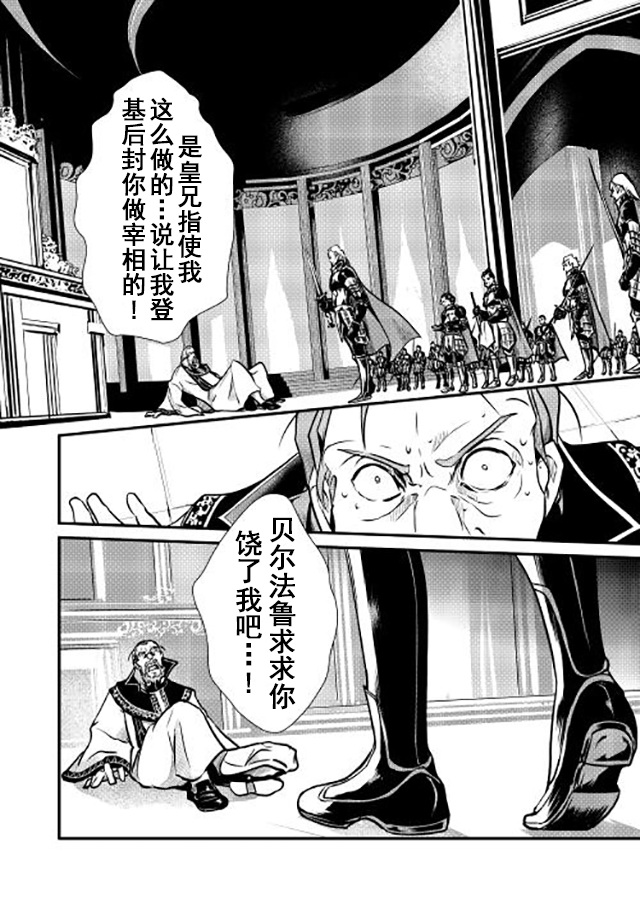 是皇兄指使我
这么做的…说让我登
基后封你做宰相的！
贝尔法鲁求求你
饶了我吧…！